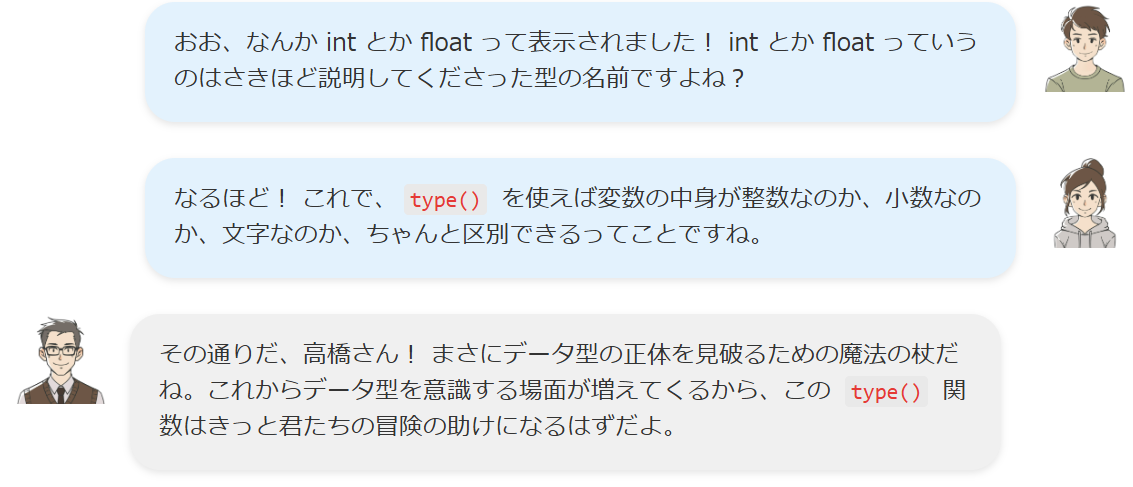 おお、なんか int とか float って表示されました！ int とか float っていう
のはさきほど説明してくださった型の名前ですよね？
なるほど！ これで、 type() を使えば変数の中身が整数なのか、小数なの
か、文字なのか、ちゃんと区別できるってことですね。
その通りだ、高橋さん！ まさにデータ型の正体を見破るための魔法の杖だ
ね。これからデータ型を意識する場面が増えてくるから、この type() 関
数はきっと君たちの冒険の助けになるはずだよ。